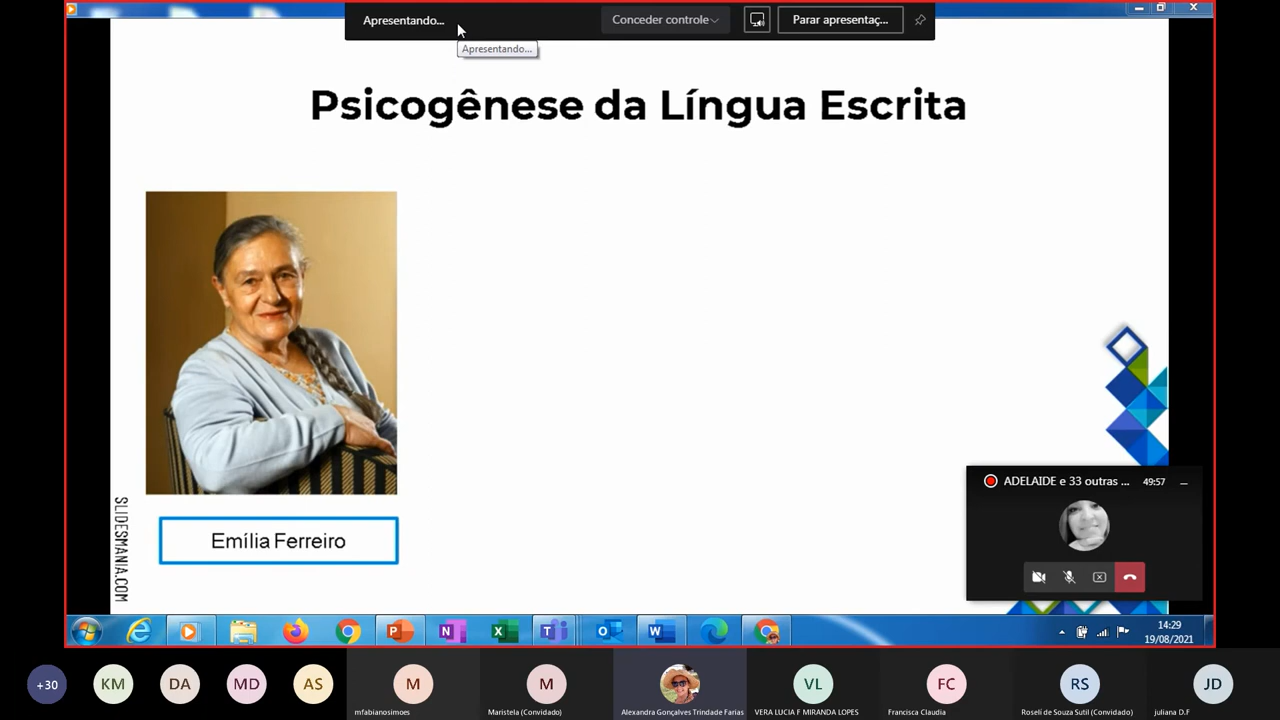 Apresentando...
Conceder controle
Parar apresentaç...
Apresentando...
Psicogênese da Língua Escrita
SLIDESMANIA.COM
Emília Ferreiro
ADELAIDE e 33 outras ...
49:57
14:29
19/08/2021
+30
KM
DA
MD
AS
M
mfabianosimoes
M
Maristela (Convidado)
Alexandra Gonçalves Trindade Farias
VL
VERA LUCIA F MIRANDA LOPES
FC
Francisca Claudia
RS
Roselí de Souza Sutil (Convidado)
JD
juliana D.F